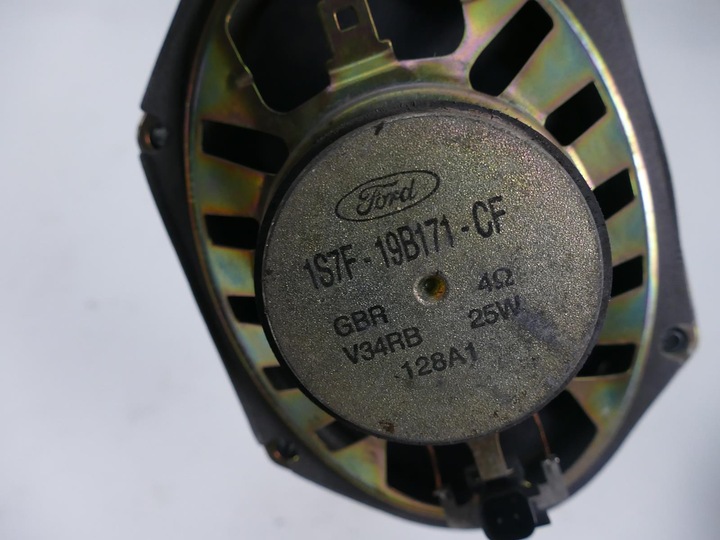 Ford
1S7F-19B171-CF
GBR 4Ω
V34RB 25W
128A1